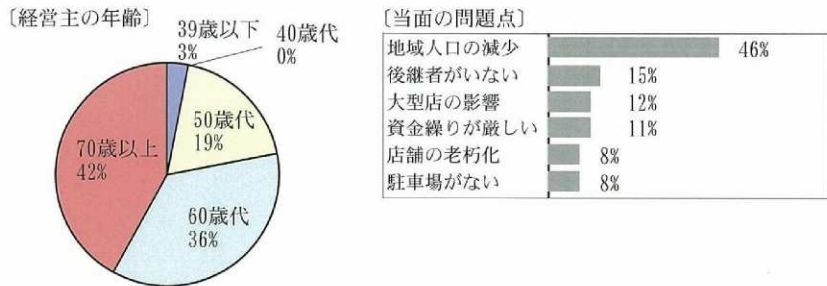 〔経営主の年齢〕
39歳以下
3%
40歳代
0%
50歳代
19%
60歳代
36%
70歳以上
42%
〔当面の問題点〕
地域人口の減少 46%
後継者がいない 15%
大型店の影響 12%
資金繰りが厳しい 11%
店舗の老朽化 8%
駐車場がない 8%